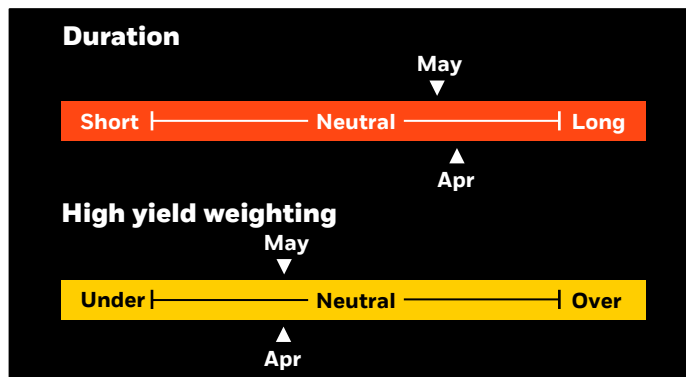 Duration
May
Short Neutral Long
Apr
High yield weighting
May
Under Neutral Over
Apr